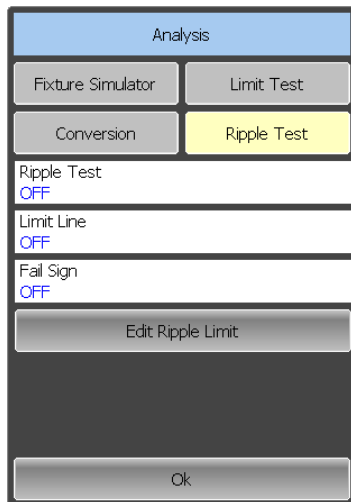 Analysis
Fixture Simulator
Limit Test
Conversion
Ripple Test
Ripple Test
OFF
Limit Line
OFF
Fail Sign
OFF
Edit Ripple Limit
Ok